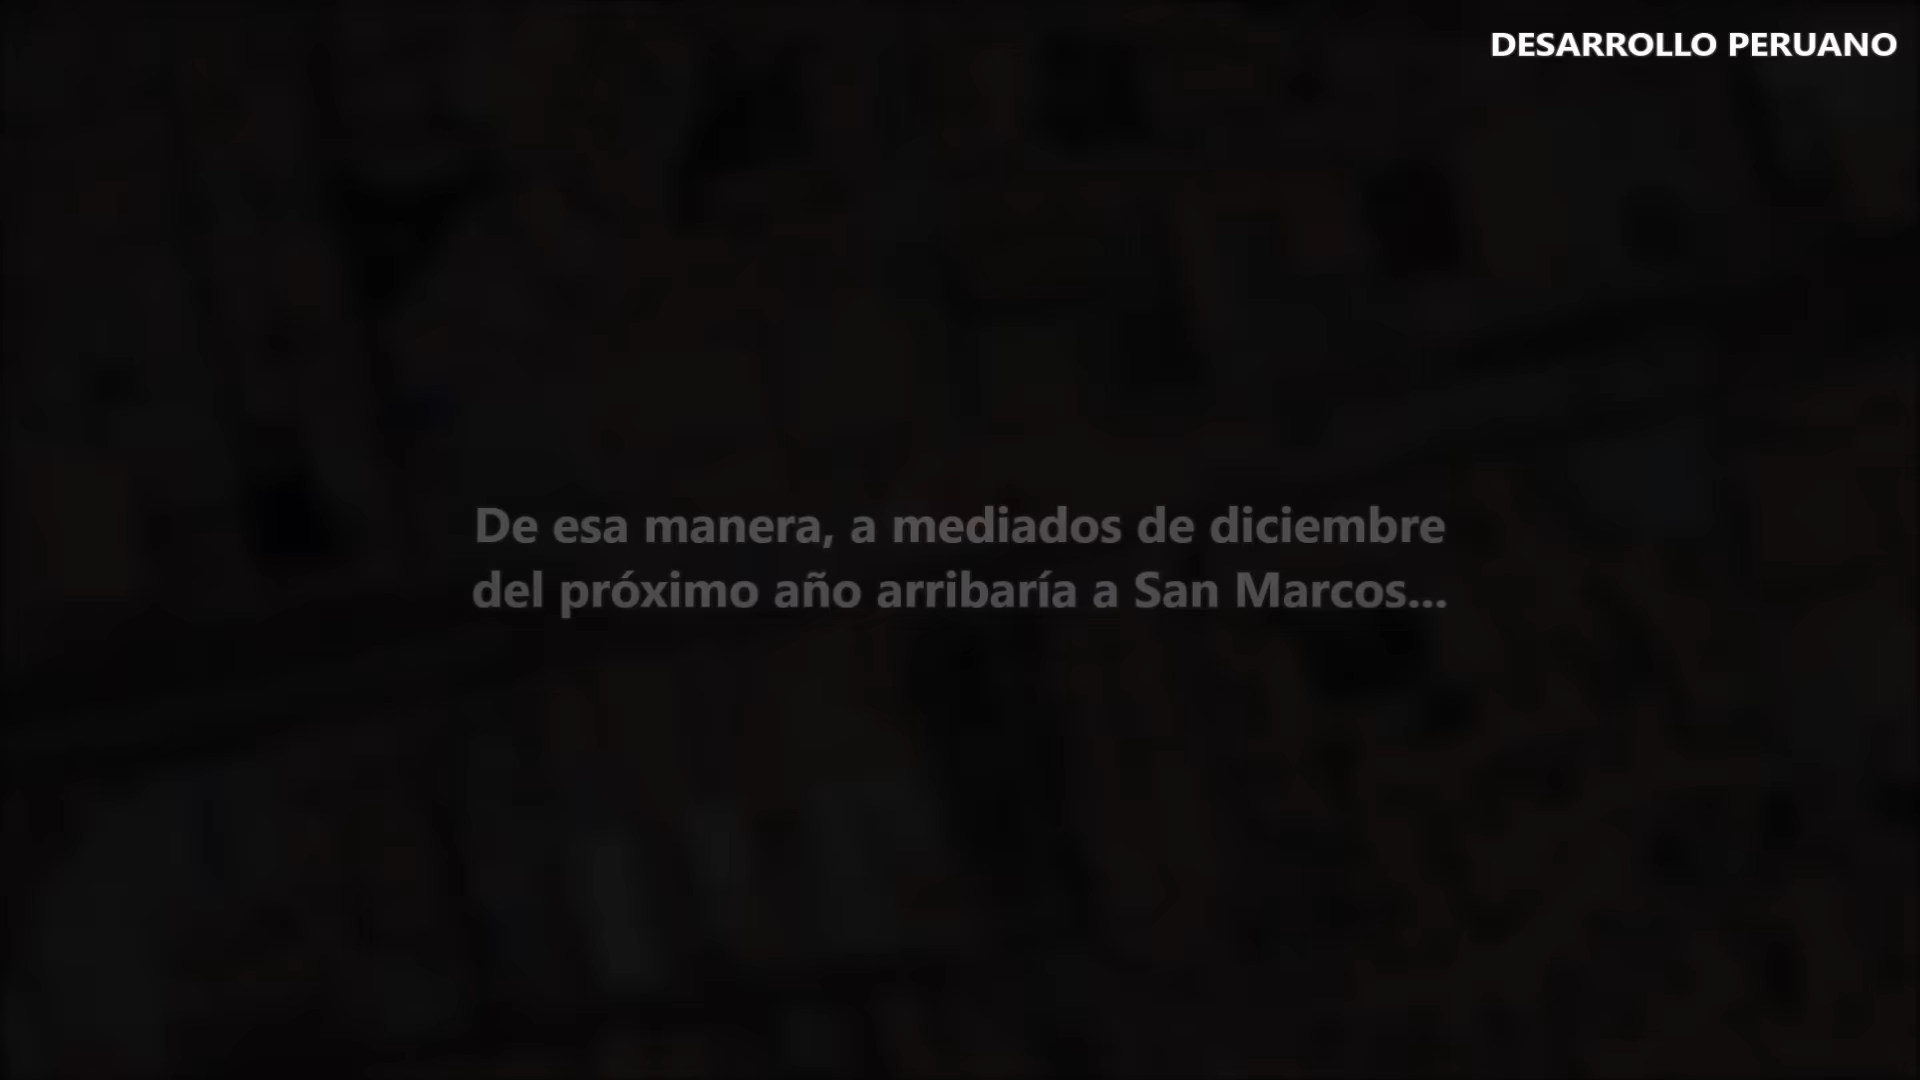 DESARROLLO PERUANO
De esa manera, a mediados de diciembre
del próximo año arribaría a San Marcos...